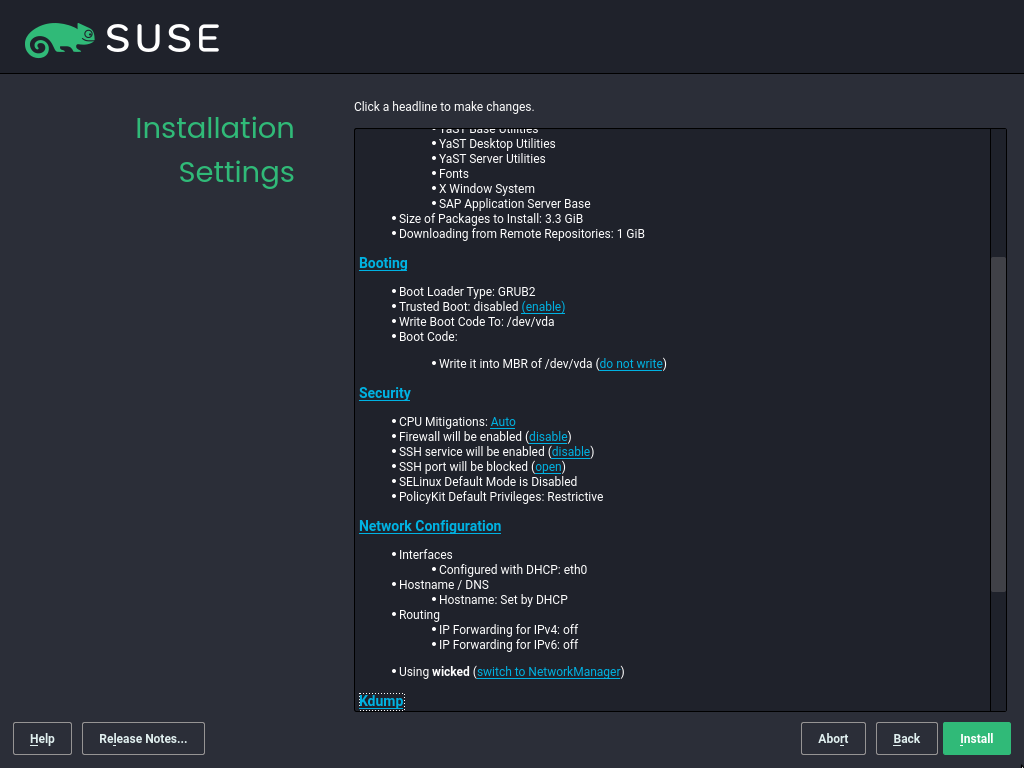 SUSE
Installation
Settings
Click a headline to make changes.
• YaST Base Utilities
• YaST Desktop Utilities
• YaST Server Utilities
• Fonts
• X Window System
• SAP Application Server Base
• Size of Packages to Install: 3.3 GiB
• Downloading from Remote Repositories: 1 GiB
Booting
• Boot Loader Type: GRUB2
• Trusted Boot: disabled (enable)
• Write Boot Code To: /dev/vda
• Boot Code:
• Write it into MBR of /dev/vda (do not write)
Security
• CPU Mitigations: Auto
• Firewall will be enabled (disable)
• SSH service will be enabled (disable)
• SSH port will be blocked (open)
• SELinux Default Mode is Disabled
• PolicyKit Default Privileges: Restrictive
Network Configuration
• Interfaces
• Configured with DHCP: eth0
• Hostname / DNS
• Hostname: Set by DHCP
• Routing
• IP Forwarding for IPv4: off
• IP Forwarding for IPv6: off
• Using wicked (switch to NetworkManager)
Kdump
Help
Release Notes...
Abort
Back
Install